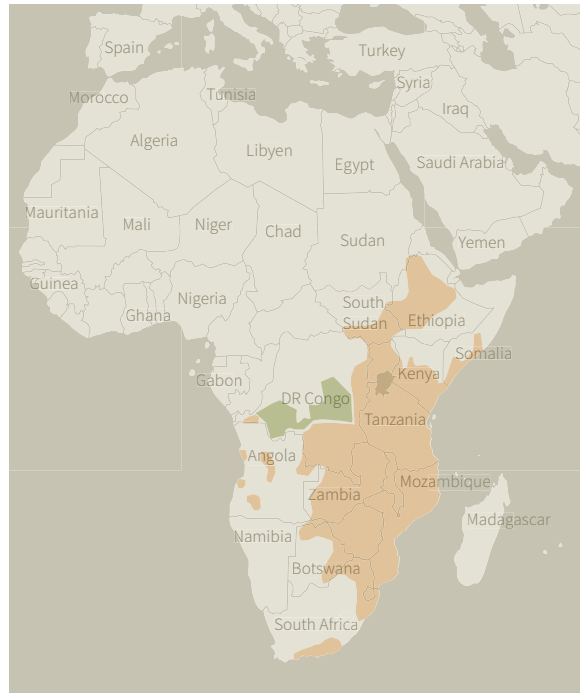 Spain
Turkey
Syria
Morocco
Tunisia
Iraq
Algeria
Libyen
Egypt
Saudi Arabia
Mauritania
Mali
Niger
Chad
Sudan
Yemen
Guinea
Ghana
Nigeria
South
Sudan
Ethiopia
Somalia
Gabon
DR Congo
Kenya
Tanzania
Angola
Zambia
Mozambique
Madagascar
Namibia
Botswana
South Africa